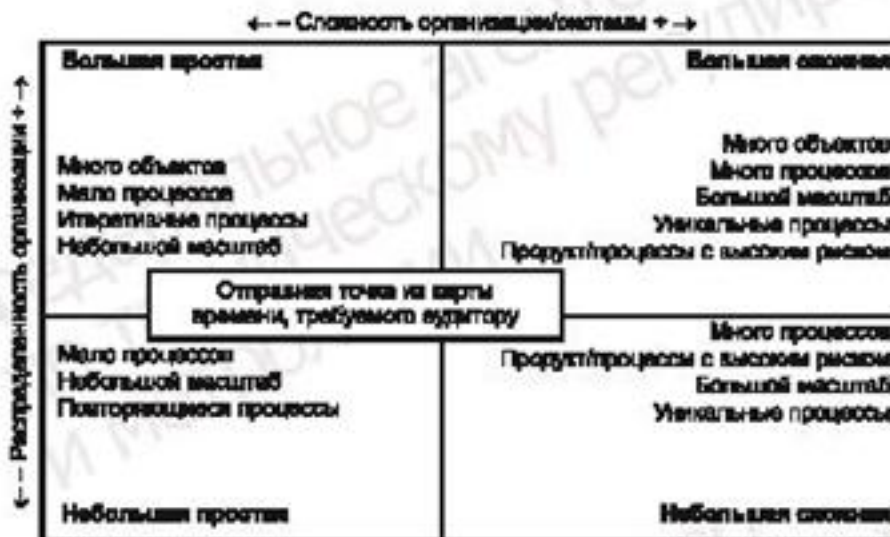 ← – Сложность организации/системы + →
← – Распределенность организации + →
Большая простая
Много объектов
Мало процессов
Итеративные процессы
Небольшой масштаб
Большая сложная
Много объектов
Много процессов
Большой масштаб
Уникальные процессы
Продукт/процессы с высоким риском
Отправная точка из карты
времени, требуемого аудитору
Мало процессов
Небольшой масштаб
Повторяющиеся процессы
Небольшая простая
Много процессов
Продукт/процессы с высоким риском
Большой масштаб
Уникальные процессы
Небольшая сложная